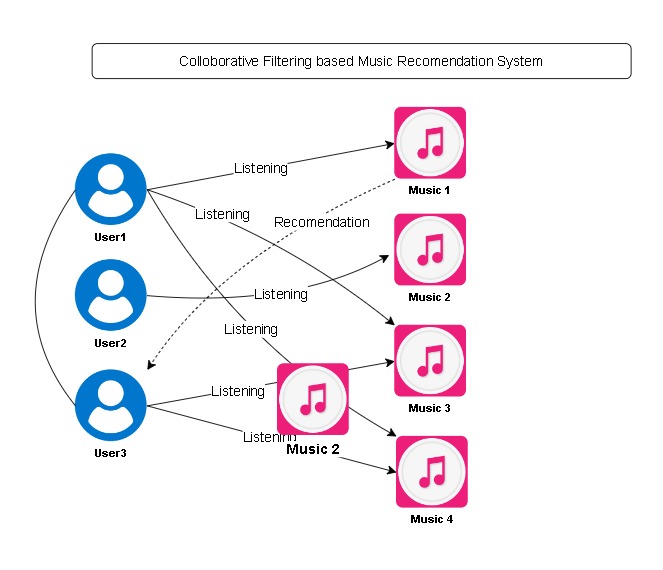 Colloborative Filtering based Music Recomendation System
Listening
Music 1
Listening
Recomendation
User1
Music 2
Listening
User2
Listening
Listening
Music 3
Listening
Music 2
User3
Music 4